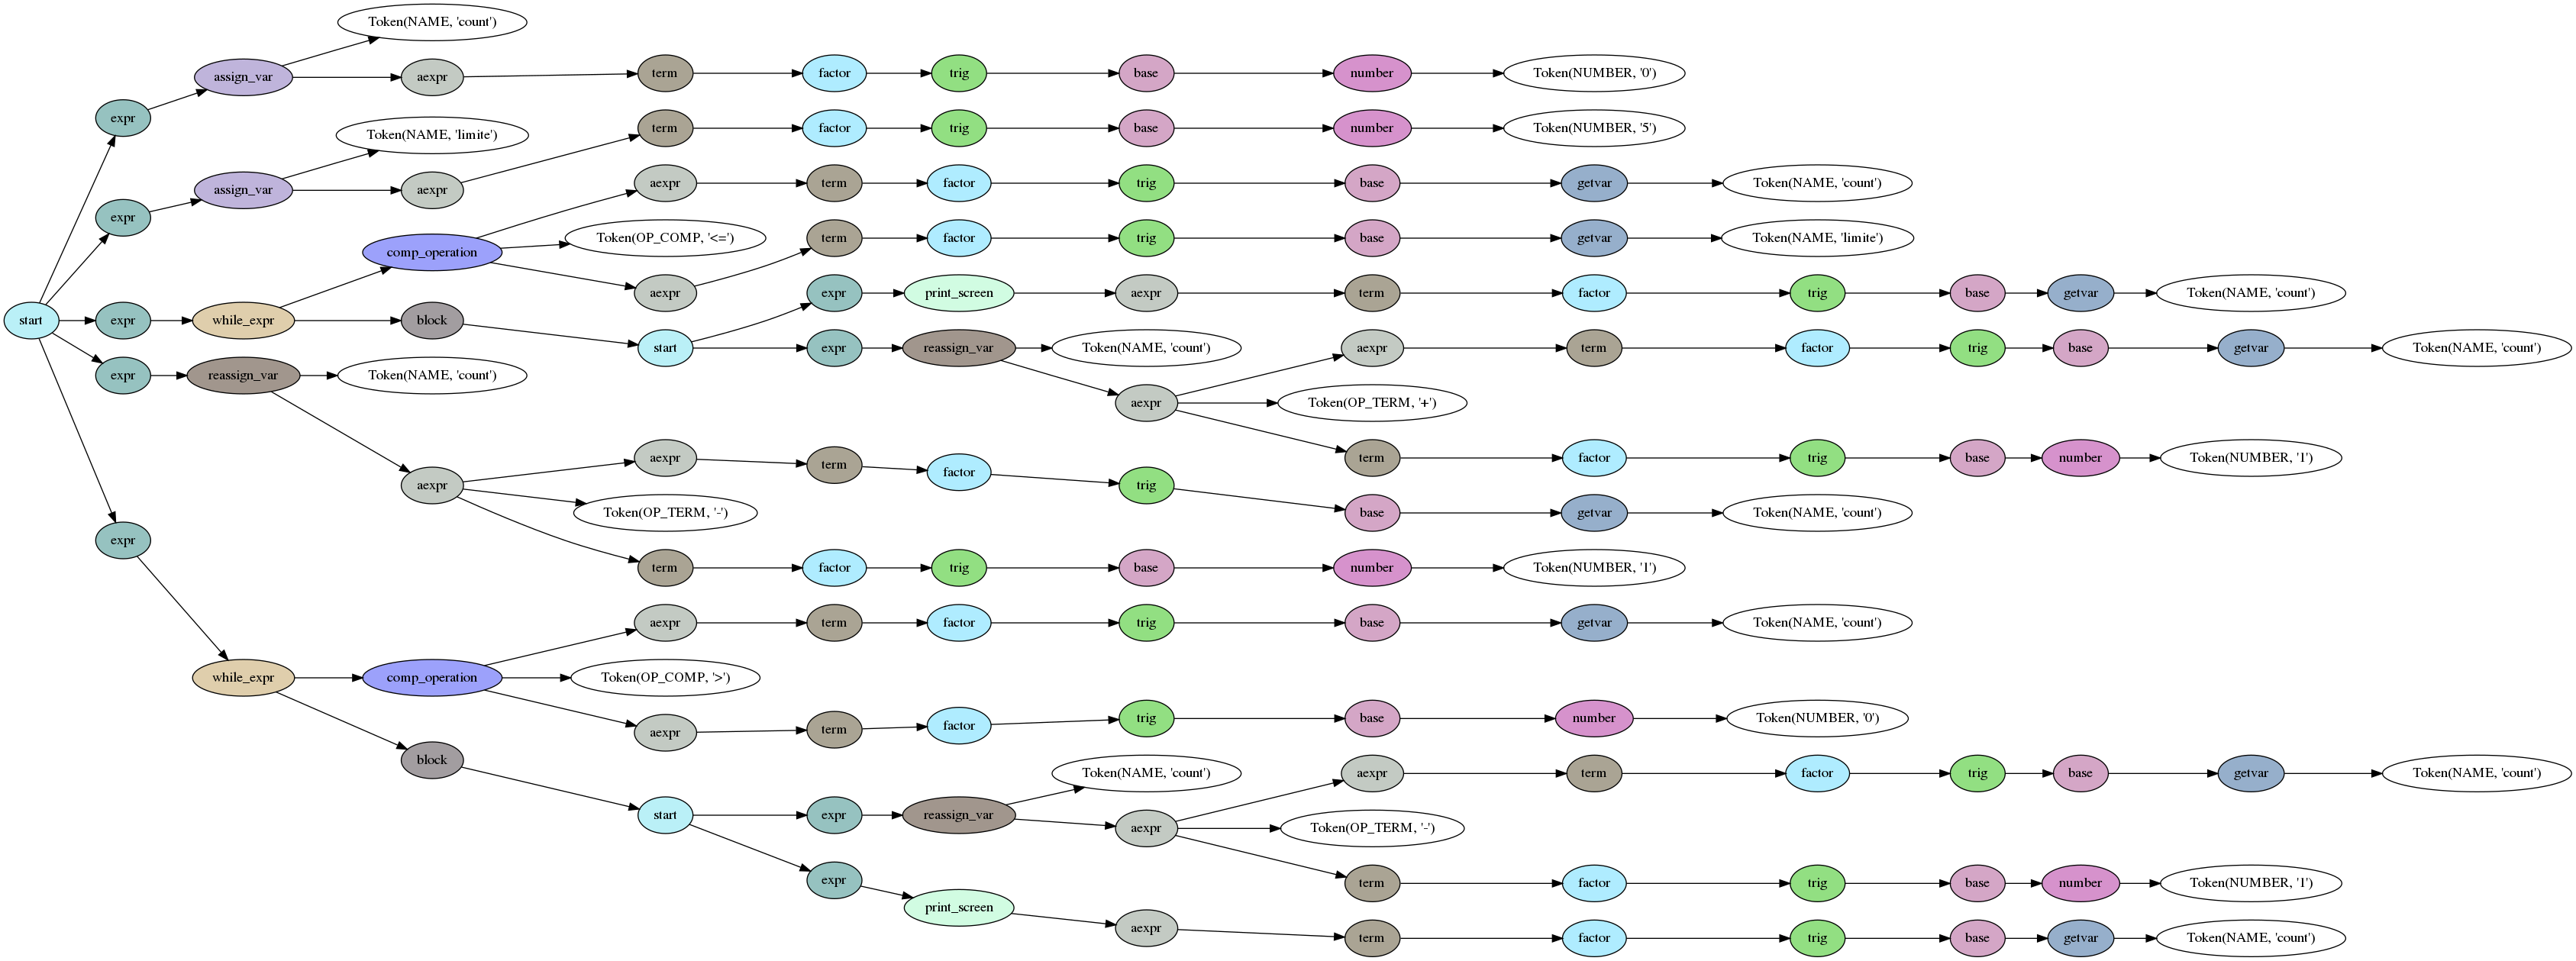 Token(NAME, 'count')
assign_var
aexpr
term
factor
trig
base
number
Token(NUMBER, '0')
expr
Token(NAME, 'limite')
term
factor
trig
base
number
Token(NUMBER, '5')
assign_var
aexpr
aexpr
term
factor
trig
base
getvar
Token(NAME, 'count')
expr
comp_operation
Token(OP_COMP, '<=')
term
factor
trig
base
getvar
Token(NAME, 'limite')
aexpr
expr
print_screen
aexpr
term
factor
trig
base
getvar
Token(NAME, 'count')
start
expr
while_expr
block
start
expr
reassign_var
Token(NAME, 'count')
aexpr
term
factor
trig
base
getvar
Token(NAME, 'count')
expr
reassign_var
Token(NAME, 'count')
aexpr
Token(OP_TERM, '+')
term
factor
trig
base
number
Token(NUMBER, '1')
aexpr
aexpr
term
factor
trig
base
getvar
Token(NAME, 'count')
Token(OP_TERM, '-')
expr
term
factor
trig
base
number
Token(NUMBER, '1')
aexpr
term
factor
trig
base
getvar
Token(NAME, 'count')
while_expr
comp_operation
Token(OP_COMP, '>')
aexpr
term
factor
trig
base
number
Token(NUMBER, '0')
block
Token(NAME, 'count')
aexpr
term
factor
trig
base
getvar
Token(NAME, 'count')
start
expr
reassign_var
aexpr
Token(OP_TERM, '-')
expr
term
factor
trig
base
number
Token(NUMBER, '1')
print_screen
aexpr
term
factor
trig
base
getvar
Token(NAME, 'count')